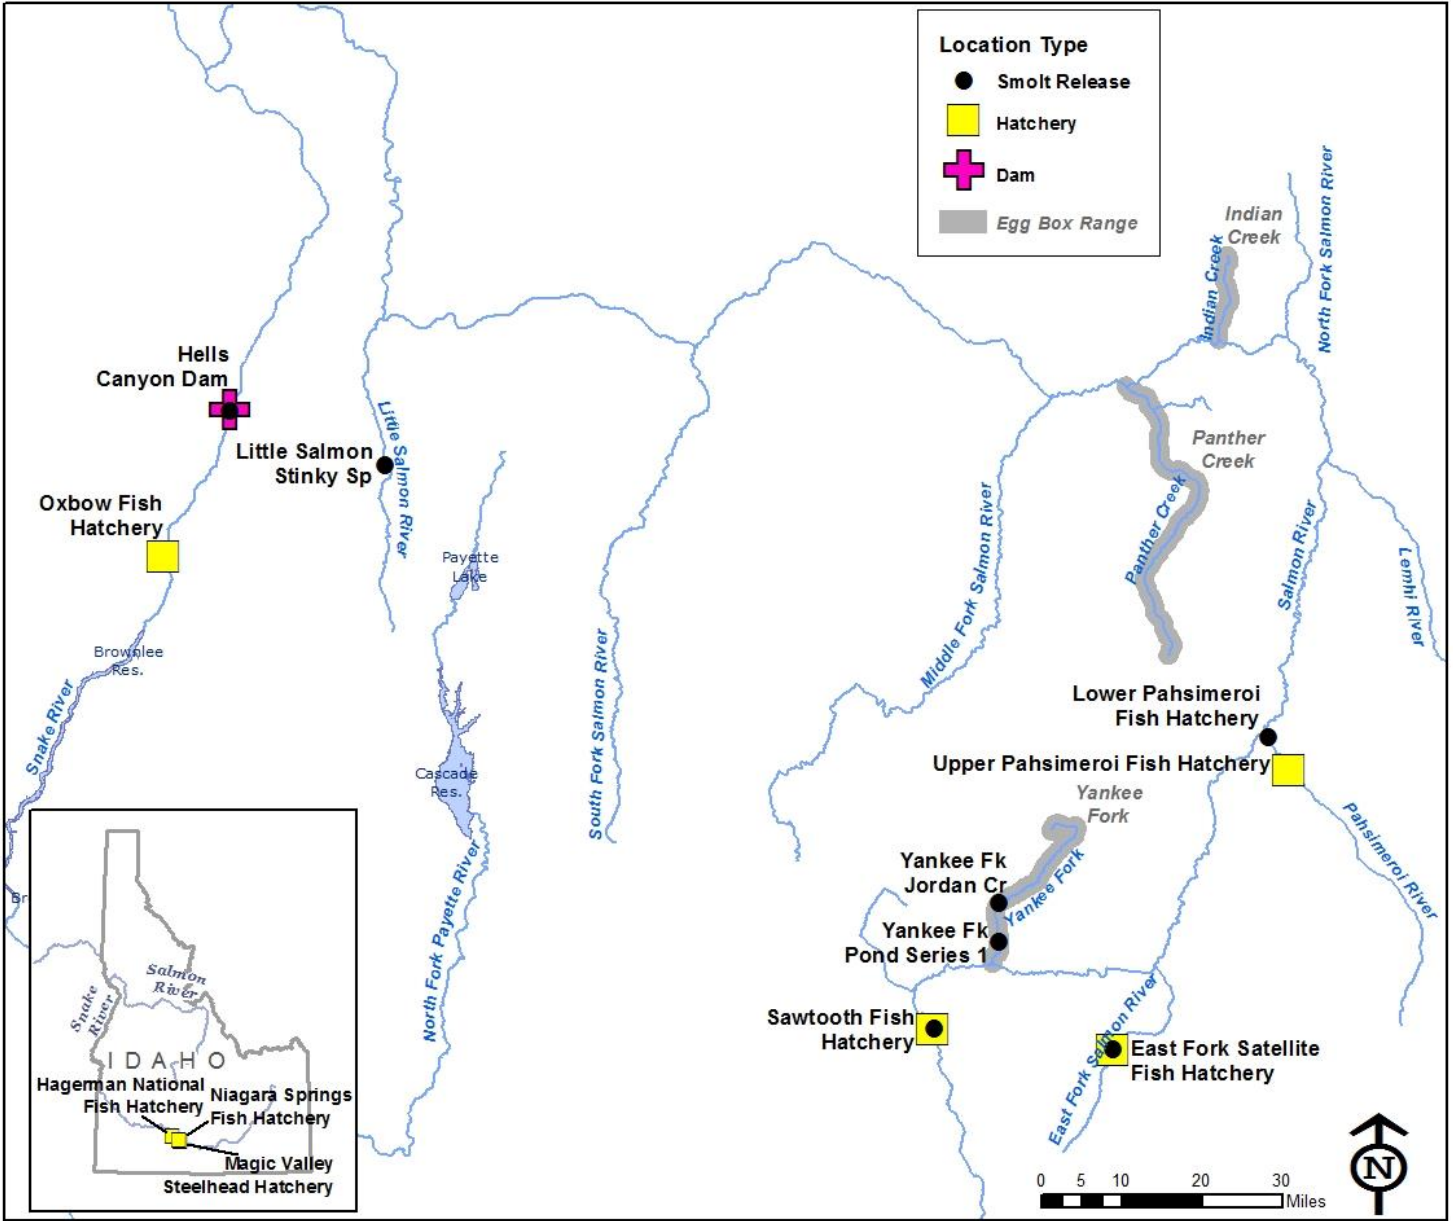 Location Type
Smolt Release
Hatchery
Dam
Egg Box Range
Indian
Creek
Indian Creek
North Fork Salmon River
Hells
Canyon Dam
Little Salmon
Stinky Sp
Little Salmon River
Oxbow Fish
Hatchery
Panther
Creek
Panther Creek
Payette
Lake
Middle Fork Salmon River
Salmon River
Lemhi River
Brownlee
Res.
Snake River
South Fork Salmon River
Lower Pahsimeroi
Fish Hatchery
Upper Pahsimeroi Fish Hatchery
Cascade
Res.
Yankee
Fork
Pahsimeroi River
Yankee Fk
Jordan Cr
Yankee Fork
Yankee Fk
Pond Series 1
North Fork Payette River
Br
Sawtooth Fish
Hatchery
East Fork Salmon River
East Fork Satellite
Fish Hatchery
Salmon
River
Snake
River
IDAHO
Hagerman National
Fish Hatchery
Niagara Springs
Fish Hatchery
Magic Valley
Steelhead Hatchery
0 5 10 20 30
Miles
N